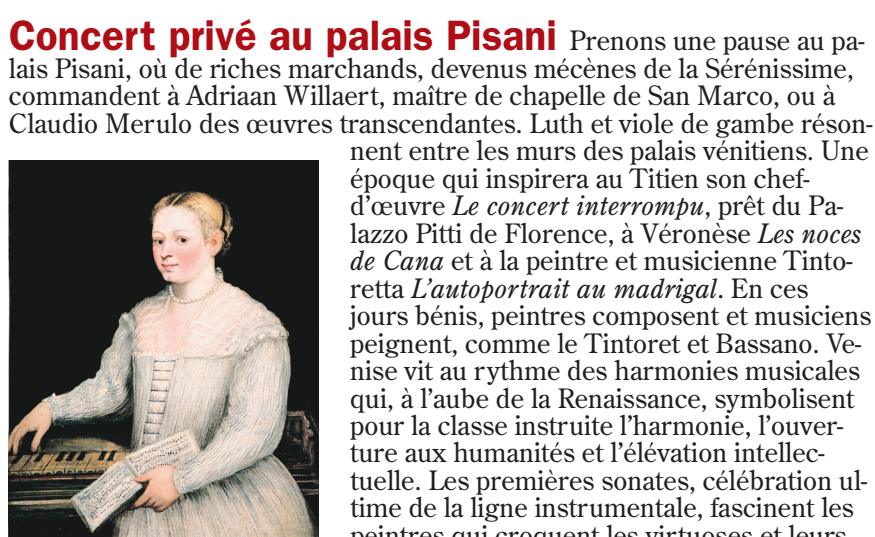 Concert privé au palais Pisani Prenons une pause au pa-
lais Pisani, où de riches marchands, devenus mécènes de la Sérénissime,
commandent à Adriaan Willaert, maître de chapelle de San Marco, ou à
Claudio Merulo des œuvres transcendantes. Luth et viole de gambe réson-
nent entre les murs des palais vénitiens. Une
époque qui inspirera au Titien son chef-
d’œuvre Le concert interrompu, prêt du Pa-
lazzo Pitti de Florence, à Véronèse Les noces
de Cana et à la peintre et musicienne Tinto-
retta L’autoportrait au madrigal. En ces
jours bénis, peintres composent et musiciens
peignent, comme le Tintoret et Bassano. Ve-
nise vit au rythme des harmonies musicales
qui, à l’aube de la Renaissance, symbolisent
pour la classe instruite l’harmonie, l’ouver-
ture aux humanités et l’élévation intellec-
tuelle. Les premières sonates, célébration ul-
time de la ligne instrumentale, fascinent les
peintres qui croquent les virtuoses et leurs